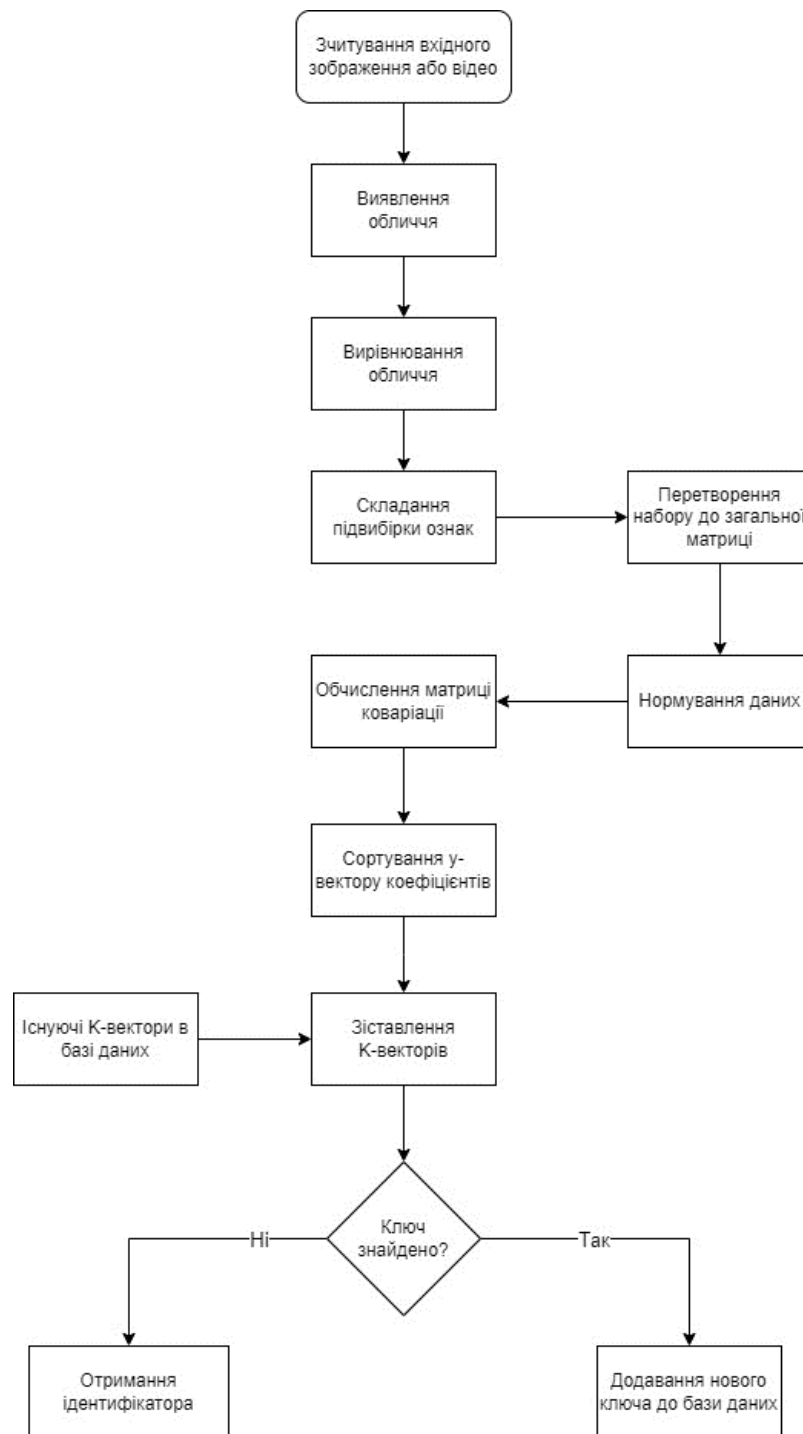 Зчитування вхідного
зображення або відео
Виявлення
обличчя
Вирівнювання
обличчя
Складання
підвибірки ознак
Перетворення
набору до загальної
матриці
Нормування даних
Обчислення матриці
коваріації
Сортування у-
вектору коефіцієнтів
Існуючі К-вектори в
базі даних
Зіставлення
К-векторів
Ключ
знайдено?
Ні
Так
Отримання
ідентифікатора
Додавання нового
ключа до бази даних